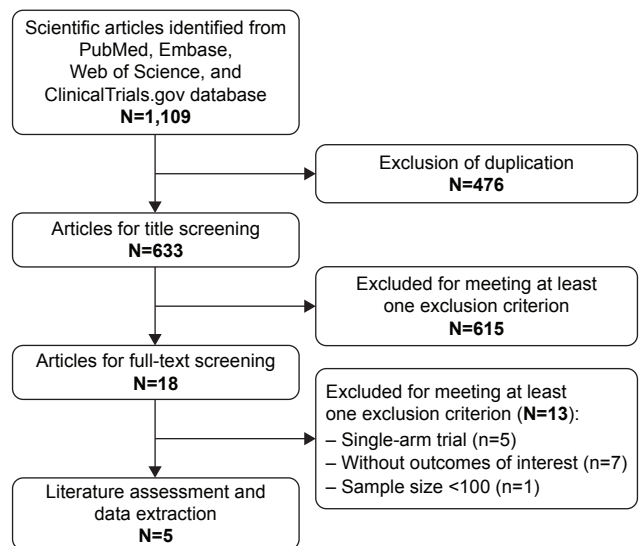 Scientific articles identified from
PubMed, Embase,
Web of Science, and
ClinicalTrials.gov database
N=1,109
Exclusion of duplication
N=476
Articles for title screening
N=633
Excluded for meeting at least
one exclusion criterion
N=615
Articles for full-text screening
N=18
Excluded for meeting at least
one exclusion criterion (N=13):
– Single-arm trial (n=5)
– Without outcomes of interest (n=7)
– Sample size <100 (n=1)
Literature assessment and
data extraction
N=5